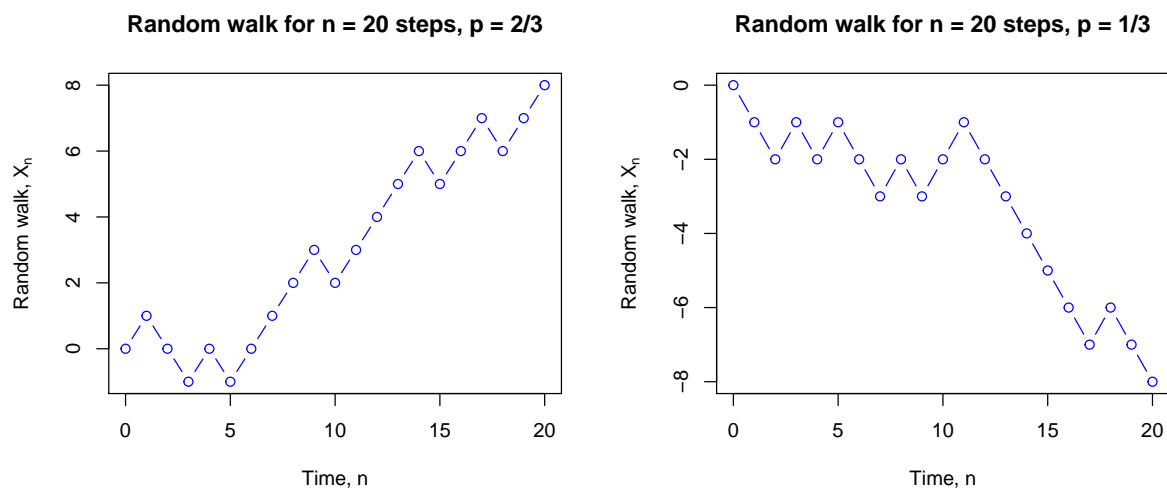 Random walk for n = 20 steps, p = 2/3
Random walk, Xn
8
6
4
2
0
0 5 10 15 20
Time, n
Random walk for n = 20 steps, p = 1/3
Random walk, Xn
0
−2
−4
−6
−8
0 5 10 15 20
Time, n